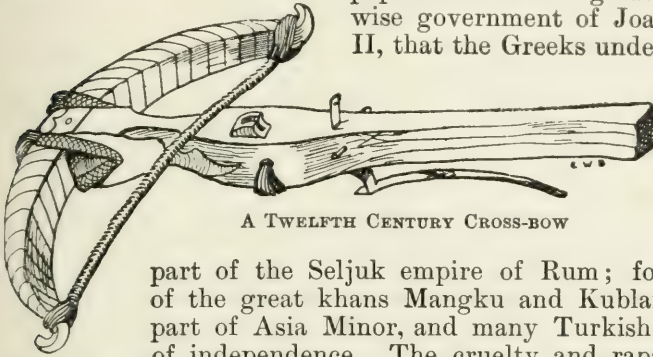 wise government of Joa
II, that the Greeks unde
E W B
A TWELFTH CENTURY CROSS-BOW
part of the Seljuk empire of Rum; fo
of the great khans Mangku and Kubla
part of Asia Minor, and many Turkish
of independence. The cruelty and rap